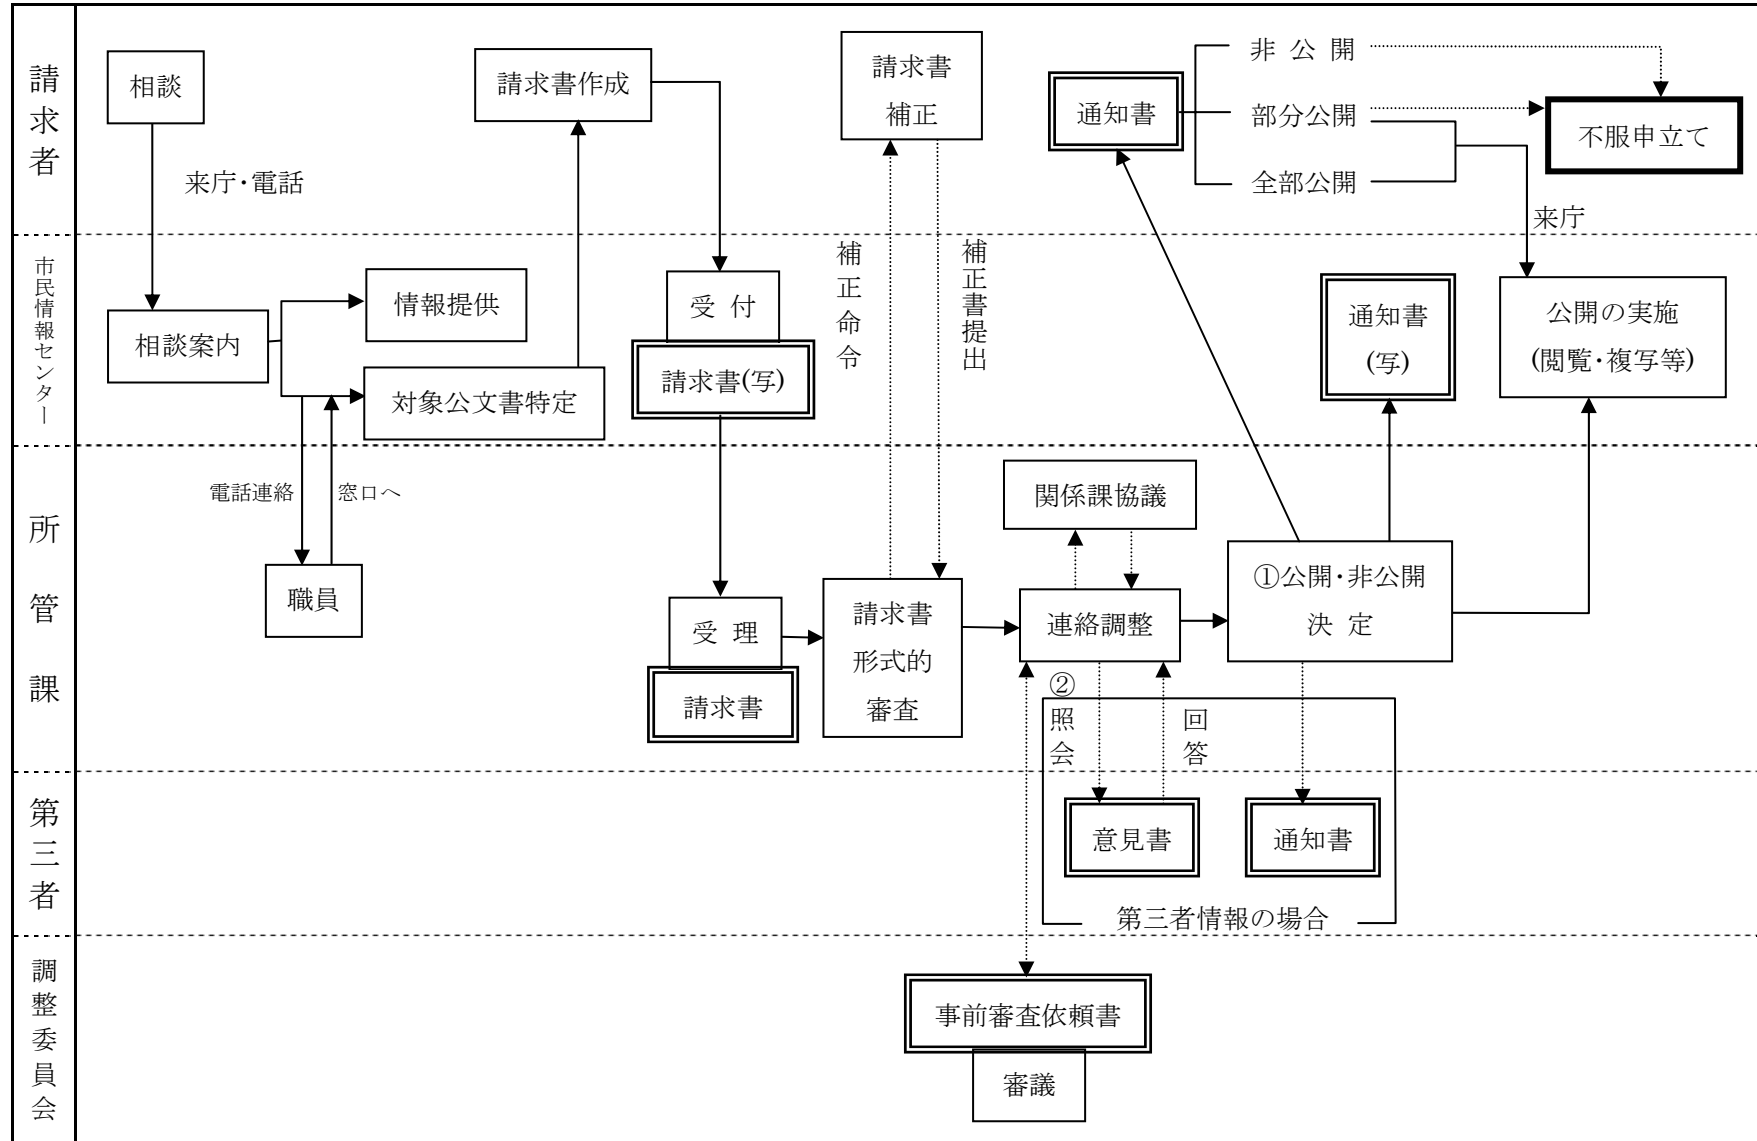 請求者
相談
来庁・電話
請求書作成
請求書
補正
通知書
非 公 開
部分公開
全部公開
不服申立て
来庁
市民情報センター
相談案内
情報提供
対象公文書特定
受 付
請求書(写)
補正命令
補正書提出
通知書
(写)
公開の実施
(閲覧・複写等)
所管課
電話連絡
窓口へ
職員
受 理
請求書
請求書
形式的
審査
関係課協議
連絡調整
①公開・非公開
決 定
②
照会
回答
第三者
意見書
通知書
第三者情報の場合
調整委員会
事前審査依頼書
審議